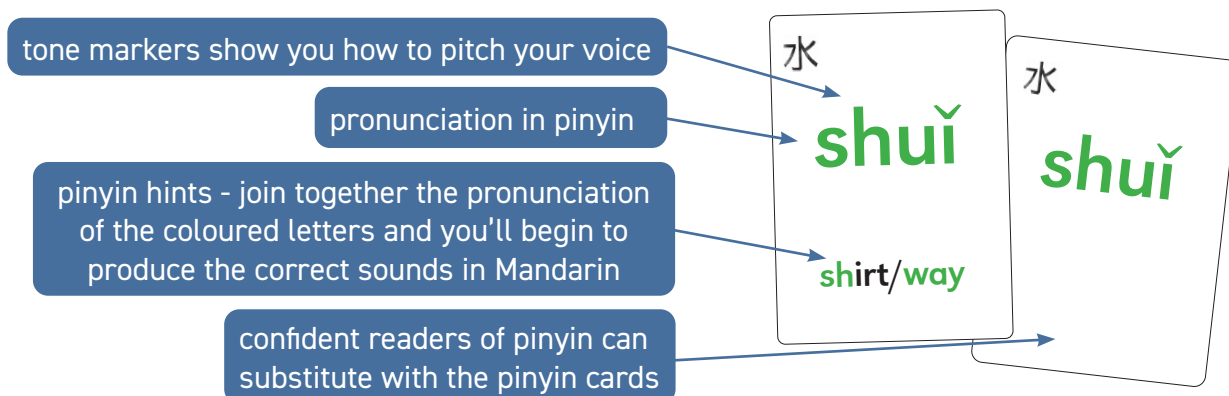 tone markers show you how to pitch your voice
pronunciation in pinyin
pinyin hints - join together the pronunciation
of the coloured letters and you'll begin to
produce the correct sounds in Mandarin
confident readers of pinyin can
substitute with the pinyin cards
水
shuǐ
shirt/way
水
shuǐ